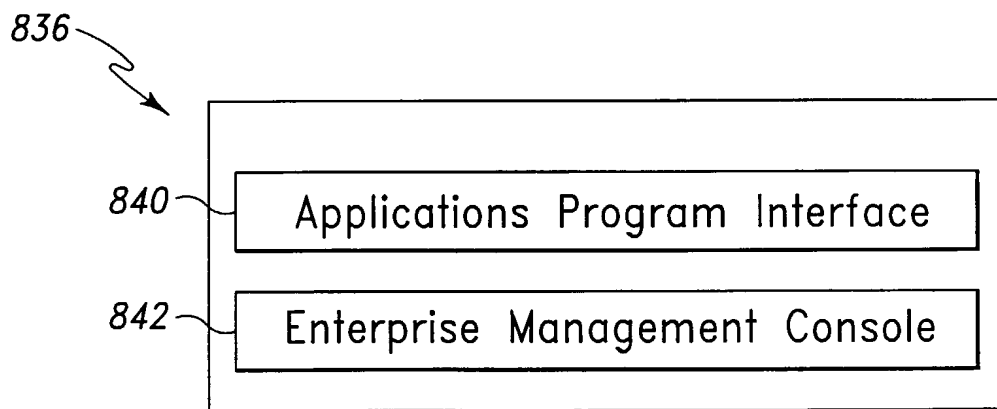 836
840 Applications Program Interface
842 Enterprise Management Console